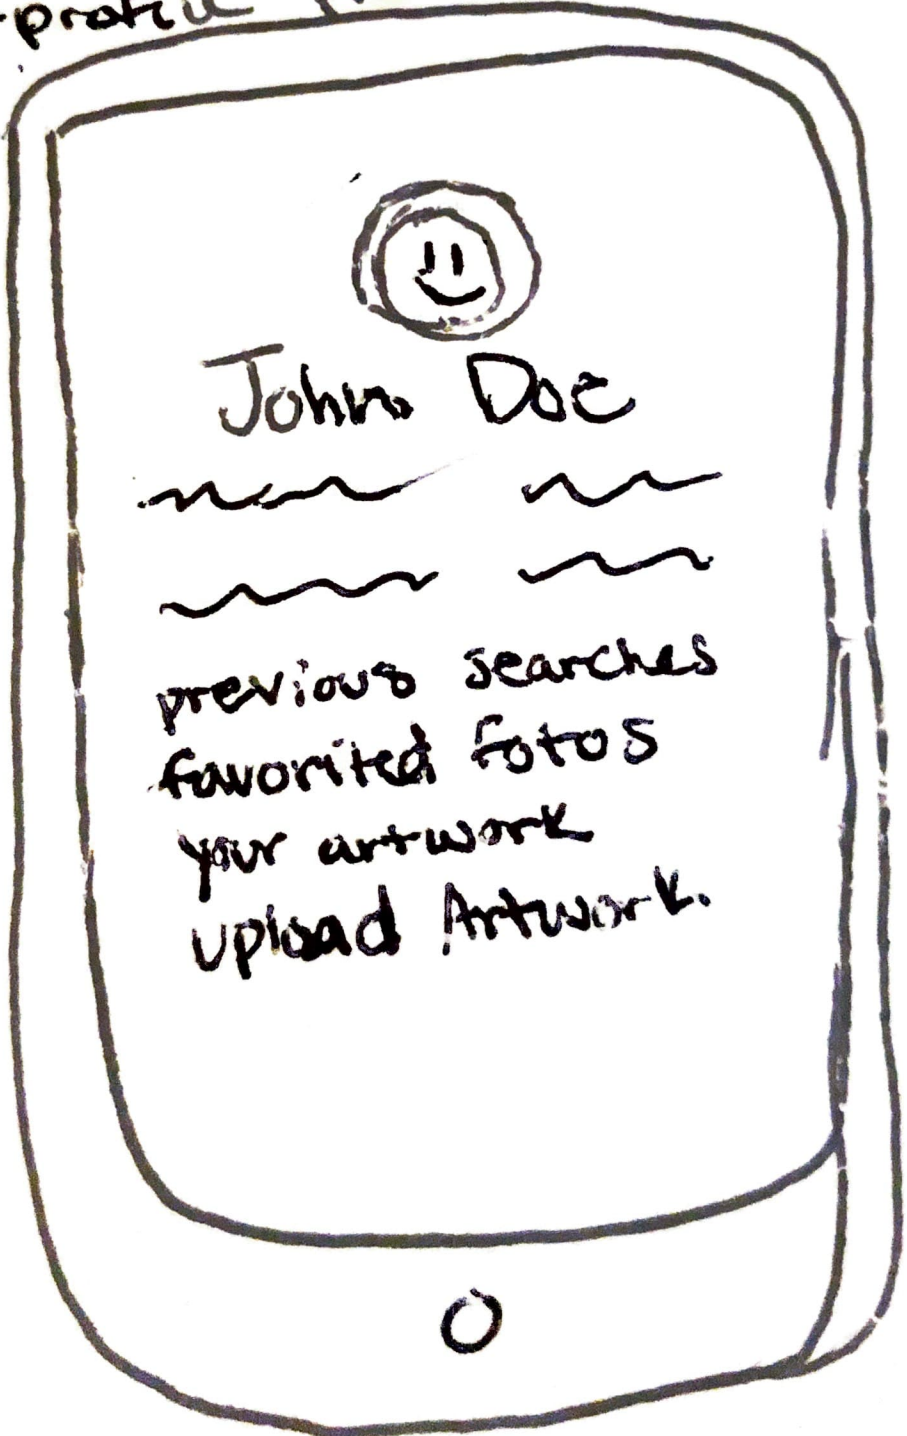 John Doe
previous searches
favorited fotos
your artwork
upload Artwork.